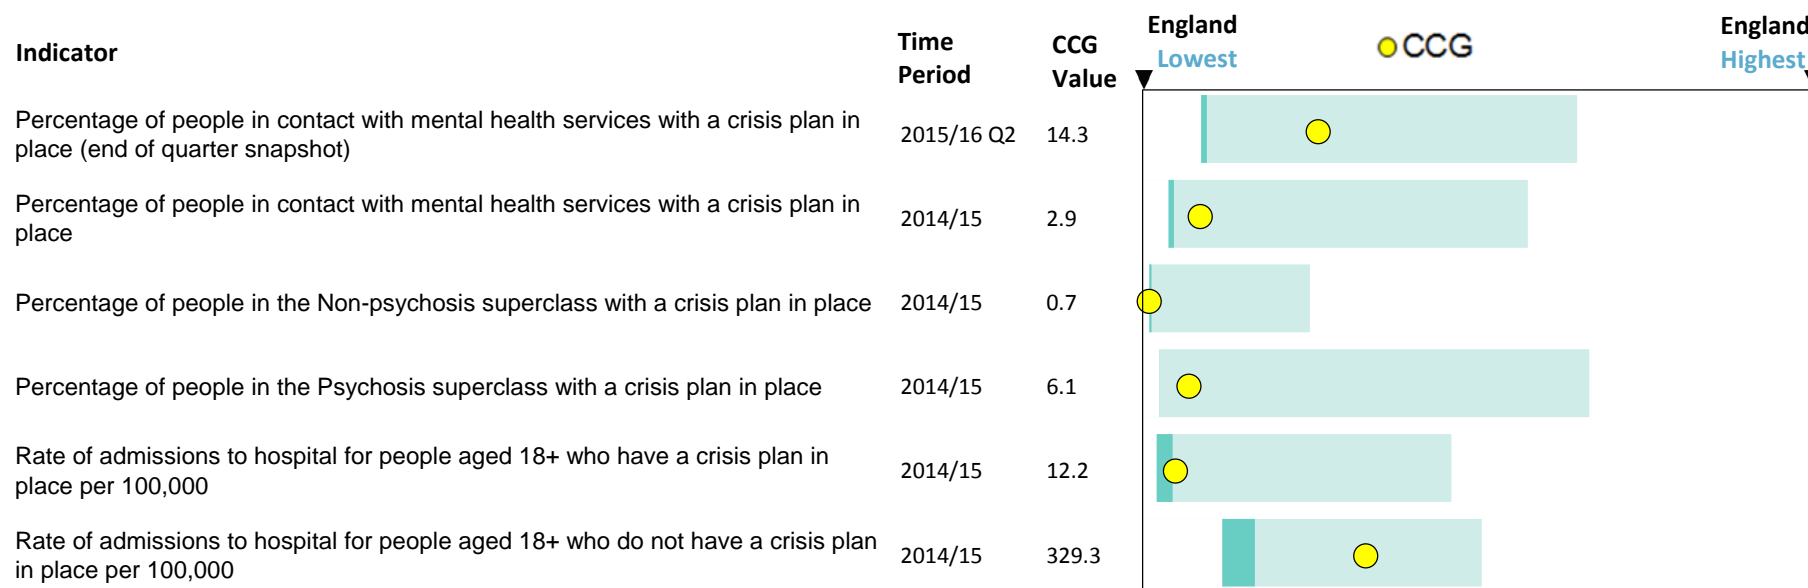 Indicator
Time Period
CCG Value
England Lowest
CCG
England Highest
Percentage of people in contact with mental health services with a crisis plan in
place (end of quarter snapshot)
2015/16 Q2
14.3
Percentage of people in contact with mental health services with a crisis plan in
place
2014/15
2.9
Percentage of people in the Non-psychosis superclass with a crisis plan in place
2014/15
0.7
Percentage of people in the Psychosis superclass with a crisis plan in place
2014/15
6.1
Rate of admissions to hospital for people aged 18+ who have a crisis plan in
place per 100,000
2014/15
12.2
Rate of admissions to hospital for people aged 18+ who do not have a crisis plan
in place per 100,000
2014/15
329.3